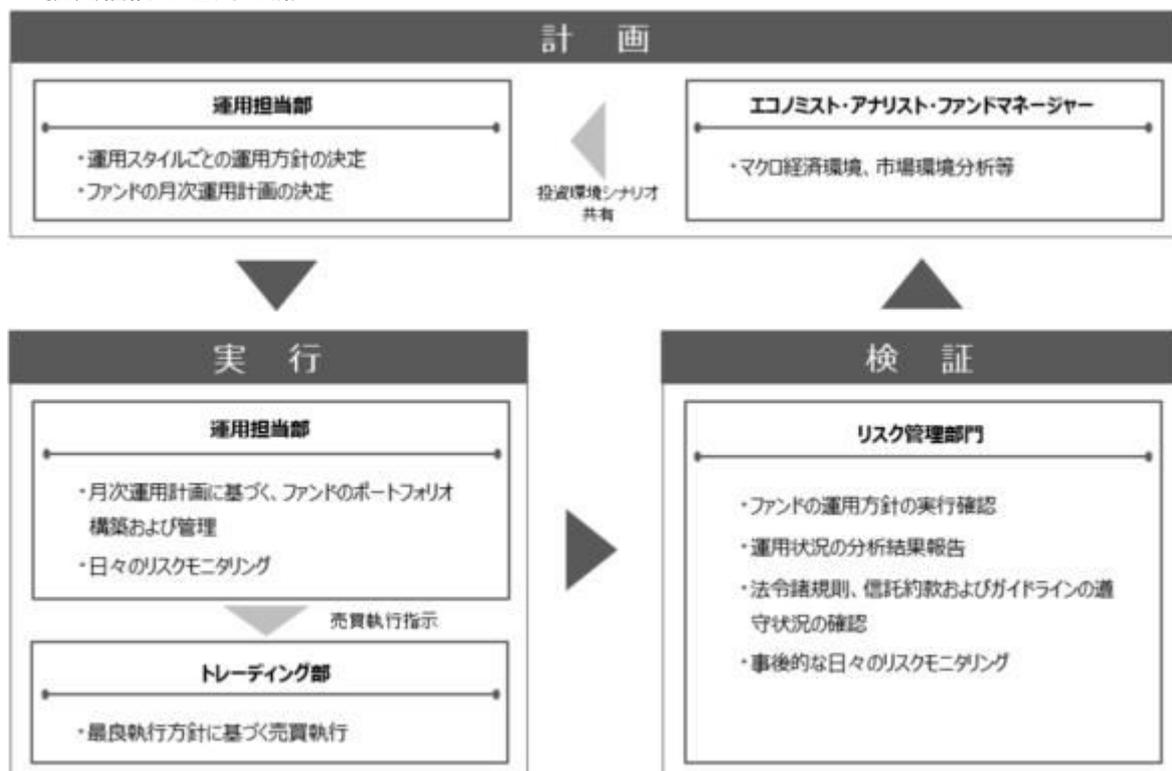 計 画
運用担当部
・運用スタイルごとの運用方針の決定
・ファンドの月次運用計画の決定
投資環境シナリオ
共有
エコノミスト・アナリスト・ファンドマネージャー
・マクロ経済環境、市場環境分析等
実 行
運用担当部
・月次運用計画に基づく、ファンドのポートフォリオ
構築および管理
・日々のリスクモニタリング
売買執行指示
トレーディング部
・最良執行方針に基づく売買執行
検 証
リスク管理部門
・ファンドの運用方針の実行確認
・運用状況の分析結果報告
・法令諸規則、信託約款およびガイドラインの遵
守状況の確認
・事後的な日々のリスクモニタリング